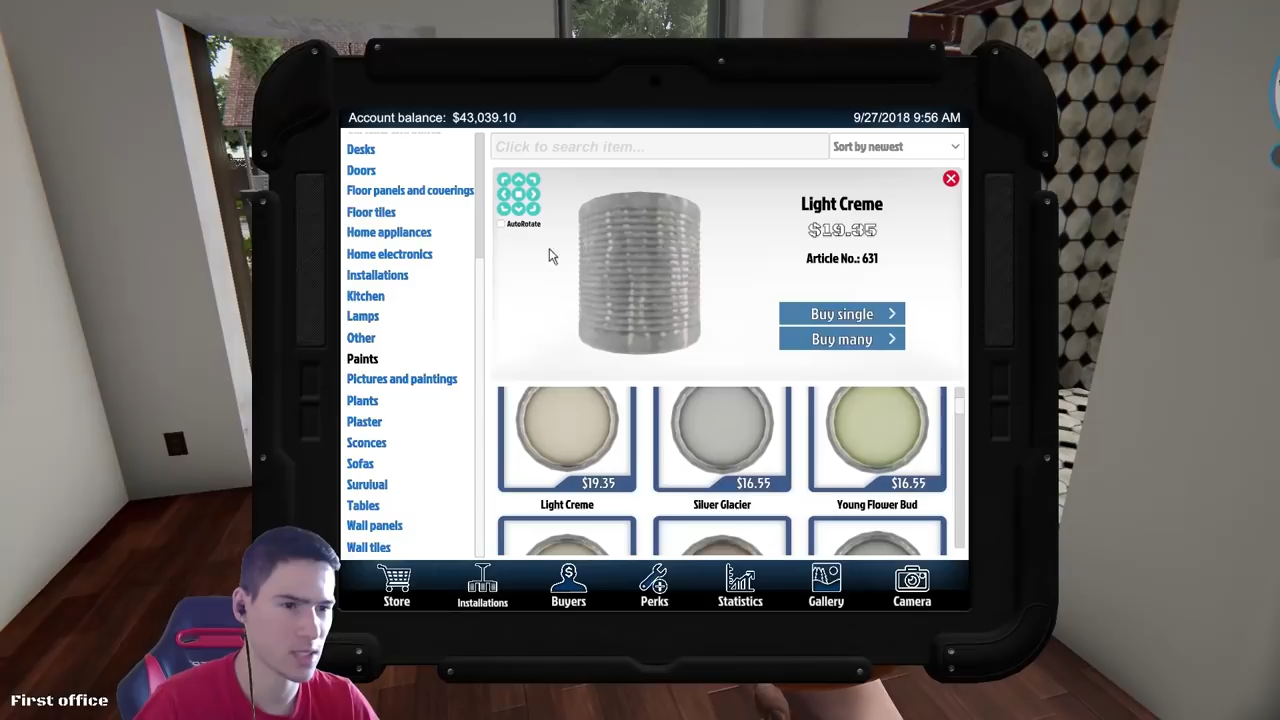 Account balance: $43,039.10
9/27/2018 9:56 AM
Desks
Doors
Floor panels and coverings
Floor tiles
Home appliances
Home electronics
Installations
Kitchen
Lamps
Other
Paints
Pictures and paintings
Plants
Plaster
Sconces
Sofas
Survival
Tables
Wall panels
Wall tiles
Click to search item...
Sort by newest
AutoRotate
Light Creme
$19.35
Article No.: 631
Buy single
Buy many
$19.35
$16.55
$16.55
Light Creme
Silver Glacier
Young Flower Bud
Store
Installations
Buyers
Perks
Statistics
Gallery
Camera
First office